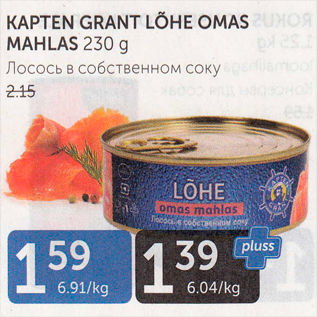 KAPTEN GRANT LÕHE OMAS
MAHLAS 230 g
Лосось в собственном соку
2.15
LÕHE
omas mahlas
Лосось в собственном соку
pluss
1 59
6.91/kg
1 39
6.04/kg